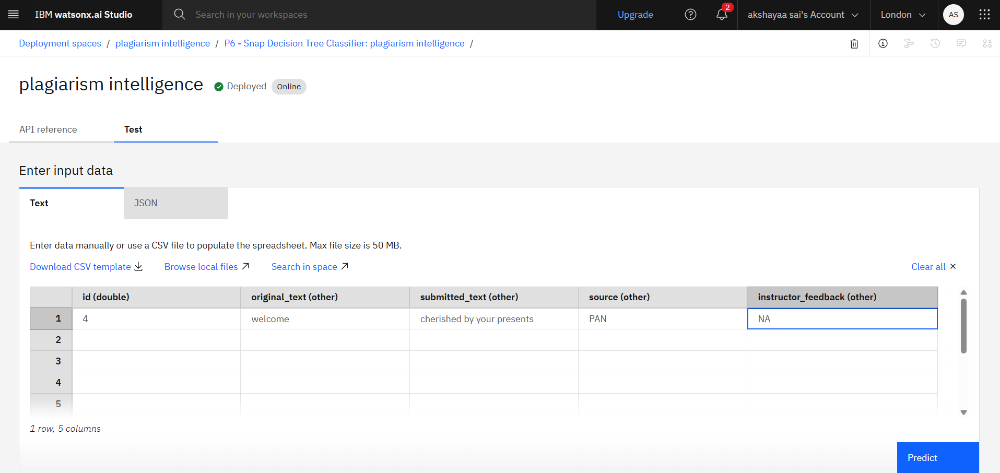 IBM watsonx.ai Studio
Search in your workspaces
Upgrade
2
akshayaa sai's Account
London
AS
Deployment spaces / plagiarism intelligence / P6 - Snap Decision Tree Classifier: plagiarism intelligence /
plagiarism intelligence
Deployed
Online
API reference
Test
Enter input data
Text
JSON
Enter data manually or use a CSV file to populate the spreadsheet. Max file size is 50 MB.
Download CSV template
Browse local files
Search in space
Clear all
id (double) original_text (other) submitted_text (other) source (other) instructor_feedback (other)
1 4 welcome cherished by your presents PAN NA
2
3
4
5
1 row, 5 columns
Predict